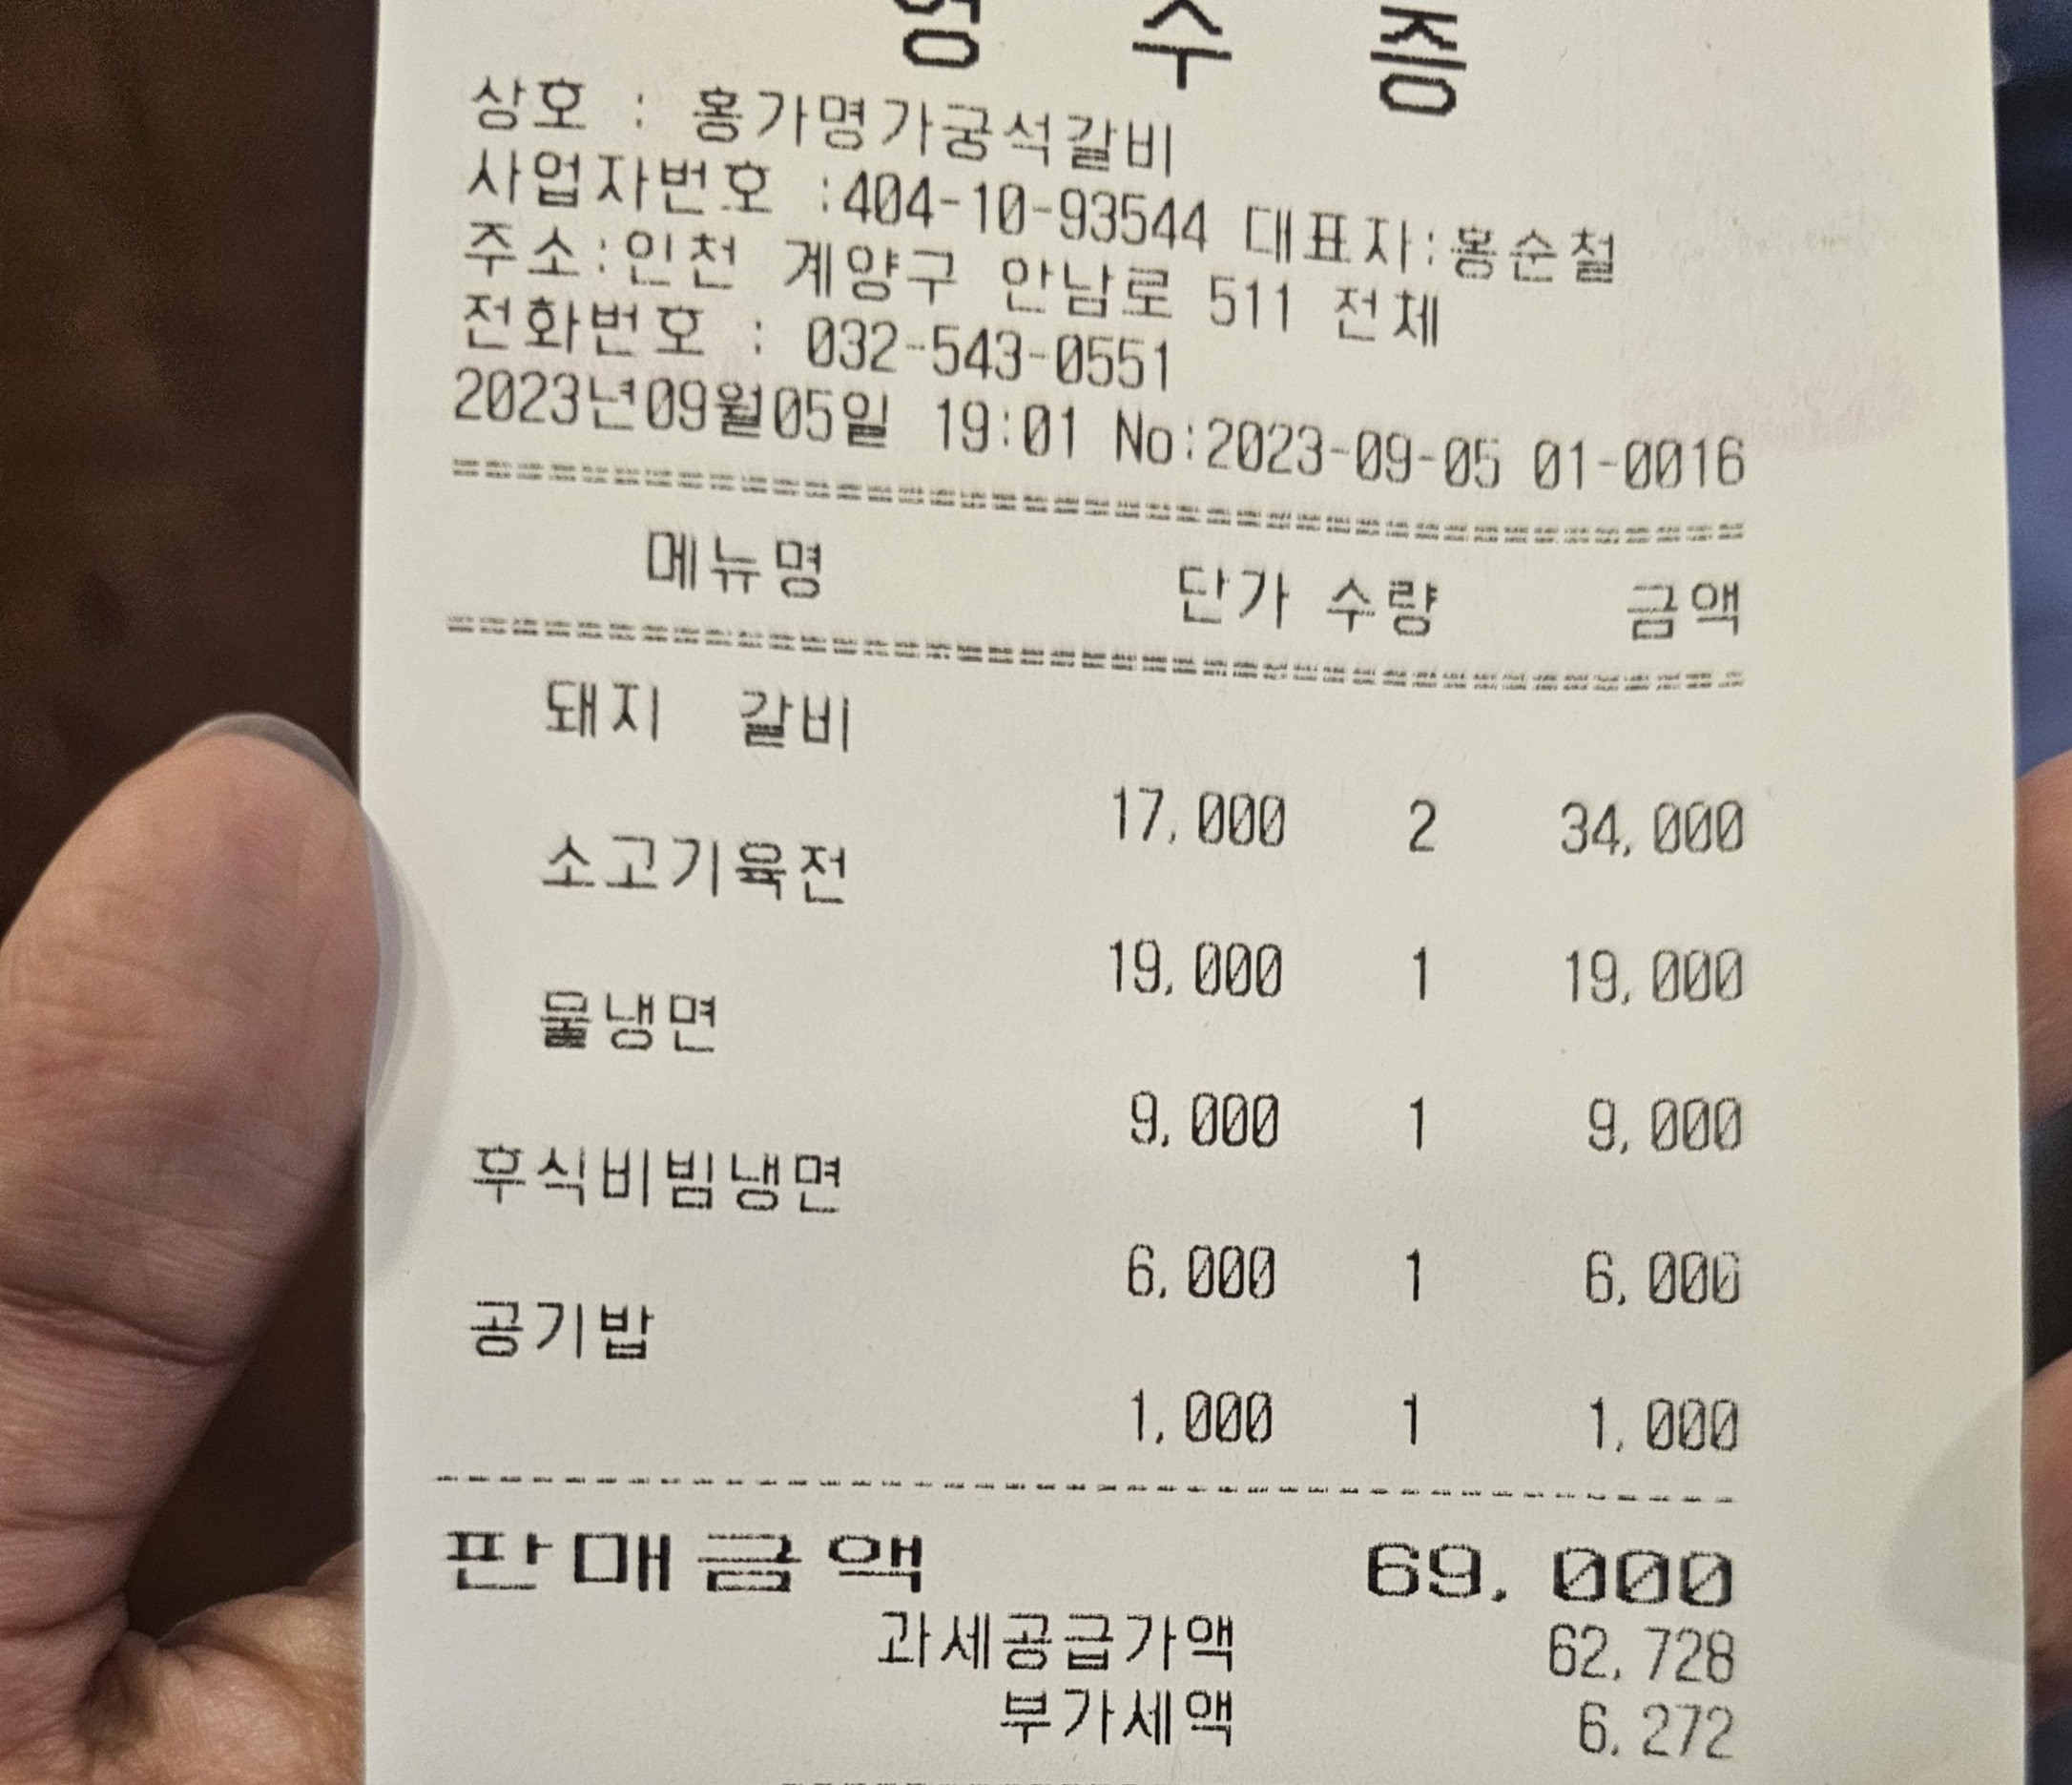 영 수 증
상호 : 홍가명가궁석갈비
사업자번호 :404-10-93544 대표자:홍순철
주소:인천 계양구 안남로 511 전체
전화번호 : 032-543-0551
2023년09월05일 19:01 No:2023-09-05 01-0016
메뉴명 단가 수량 금액
돼지 갈비
17,000 2 34,000
소고기육전
19,000 1 19,000
물냉면
9,000 1 9,000
후식비빔냉면
6,000 1 6,000
공기밥
1,000 1 1,000
판매금액 69,000
과세공급가액 62,728
부가세액 6,272